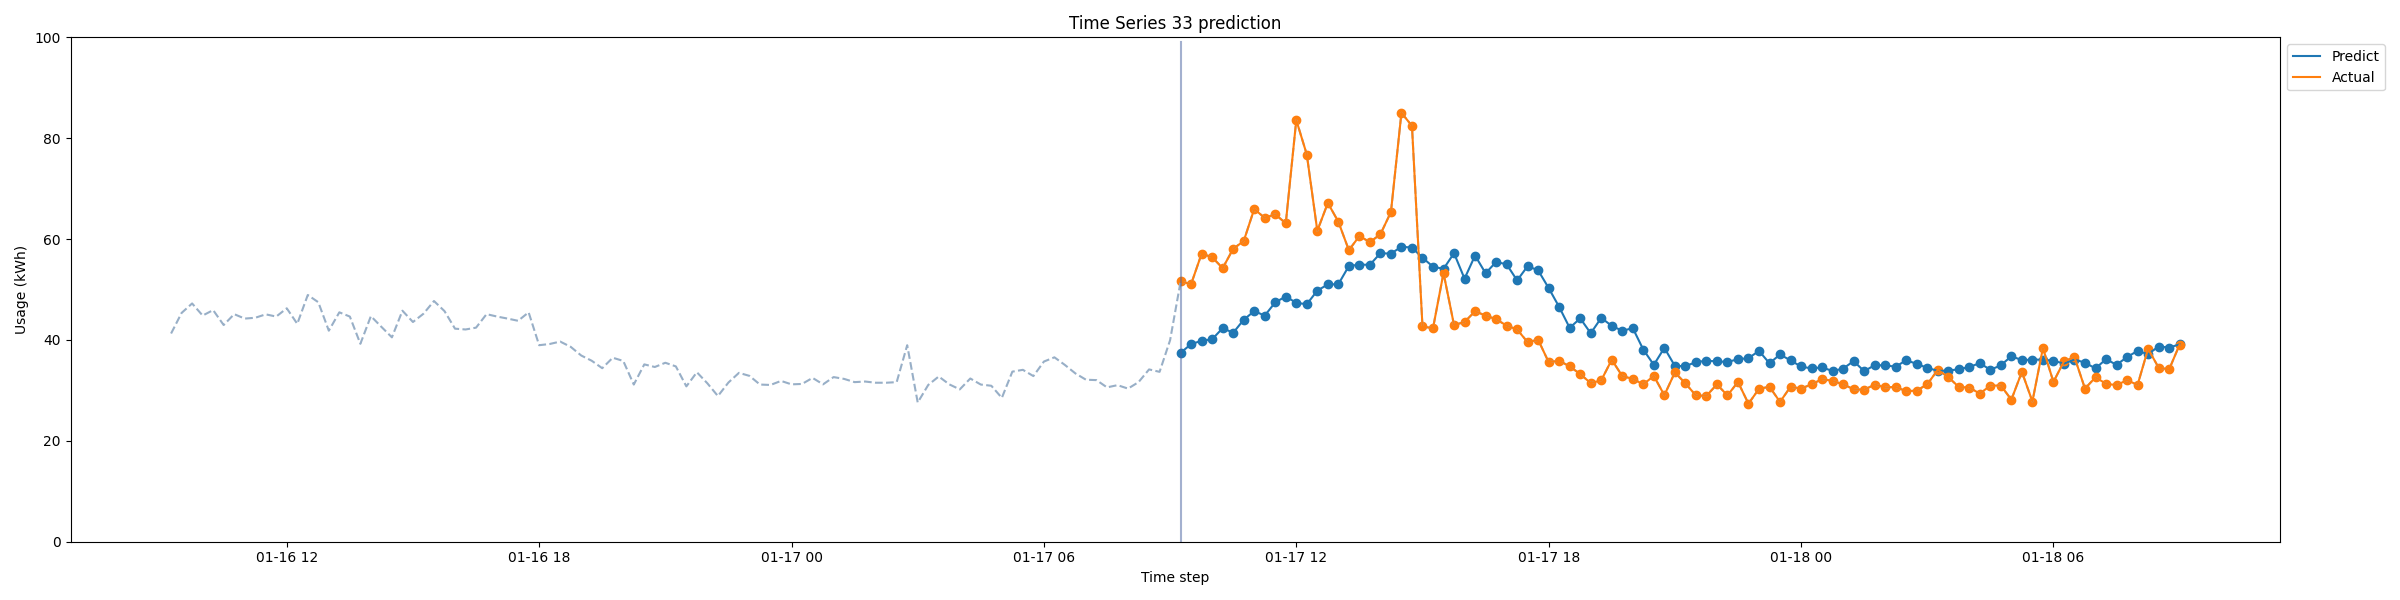 Time Series 33 prediction
100
80
60
40
20
0
Usage (kWh)
Predict
Actual
01-16 12
01-16 18
01-17 00
01-17 06
01-17 12
01-17 18
01-18 00
01-18 06
Time step